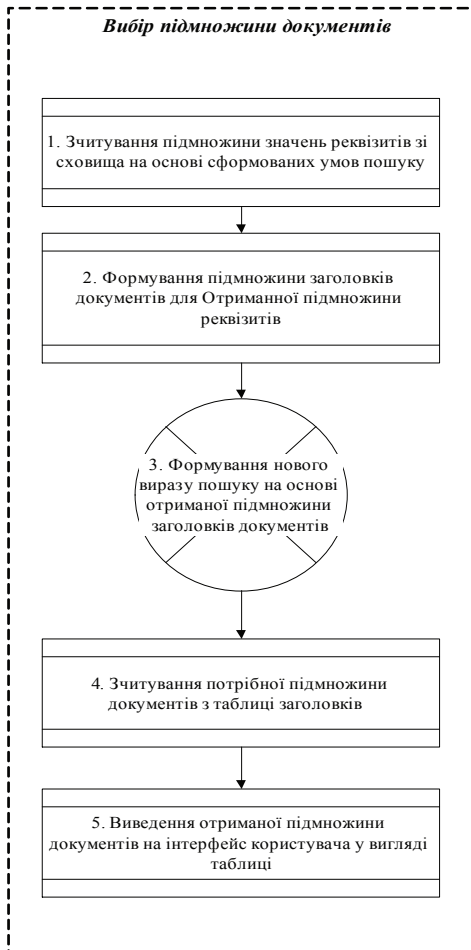 Вибір підмножини документів
1. Зчитування підмножини значень реквізитів зі
сховища на основі сформованих умов пошуку
2. Формування підмножини заголовків
документів для Отриманної підмножини
реквізитів
3. Формування нового
виразу пошуку на основі
отриманої підмножини
заголовків документів
4. Зчитування потрібної підмножини
документів з таблиці заголовків
5. Виведення отриманої підмножини
документів на інтерфейс користувача у вигляді
таблиці